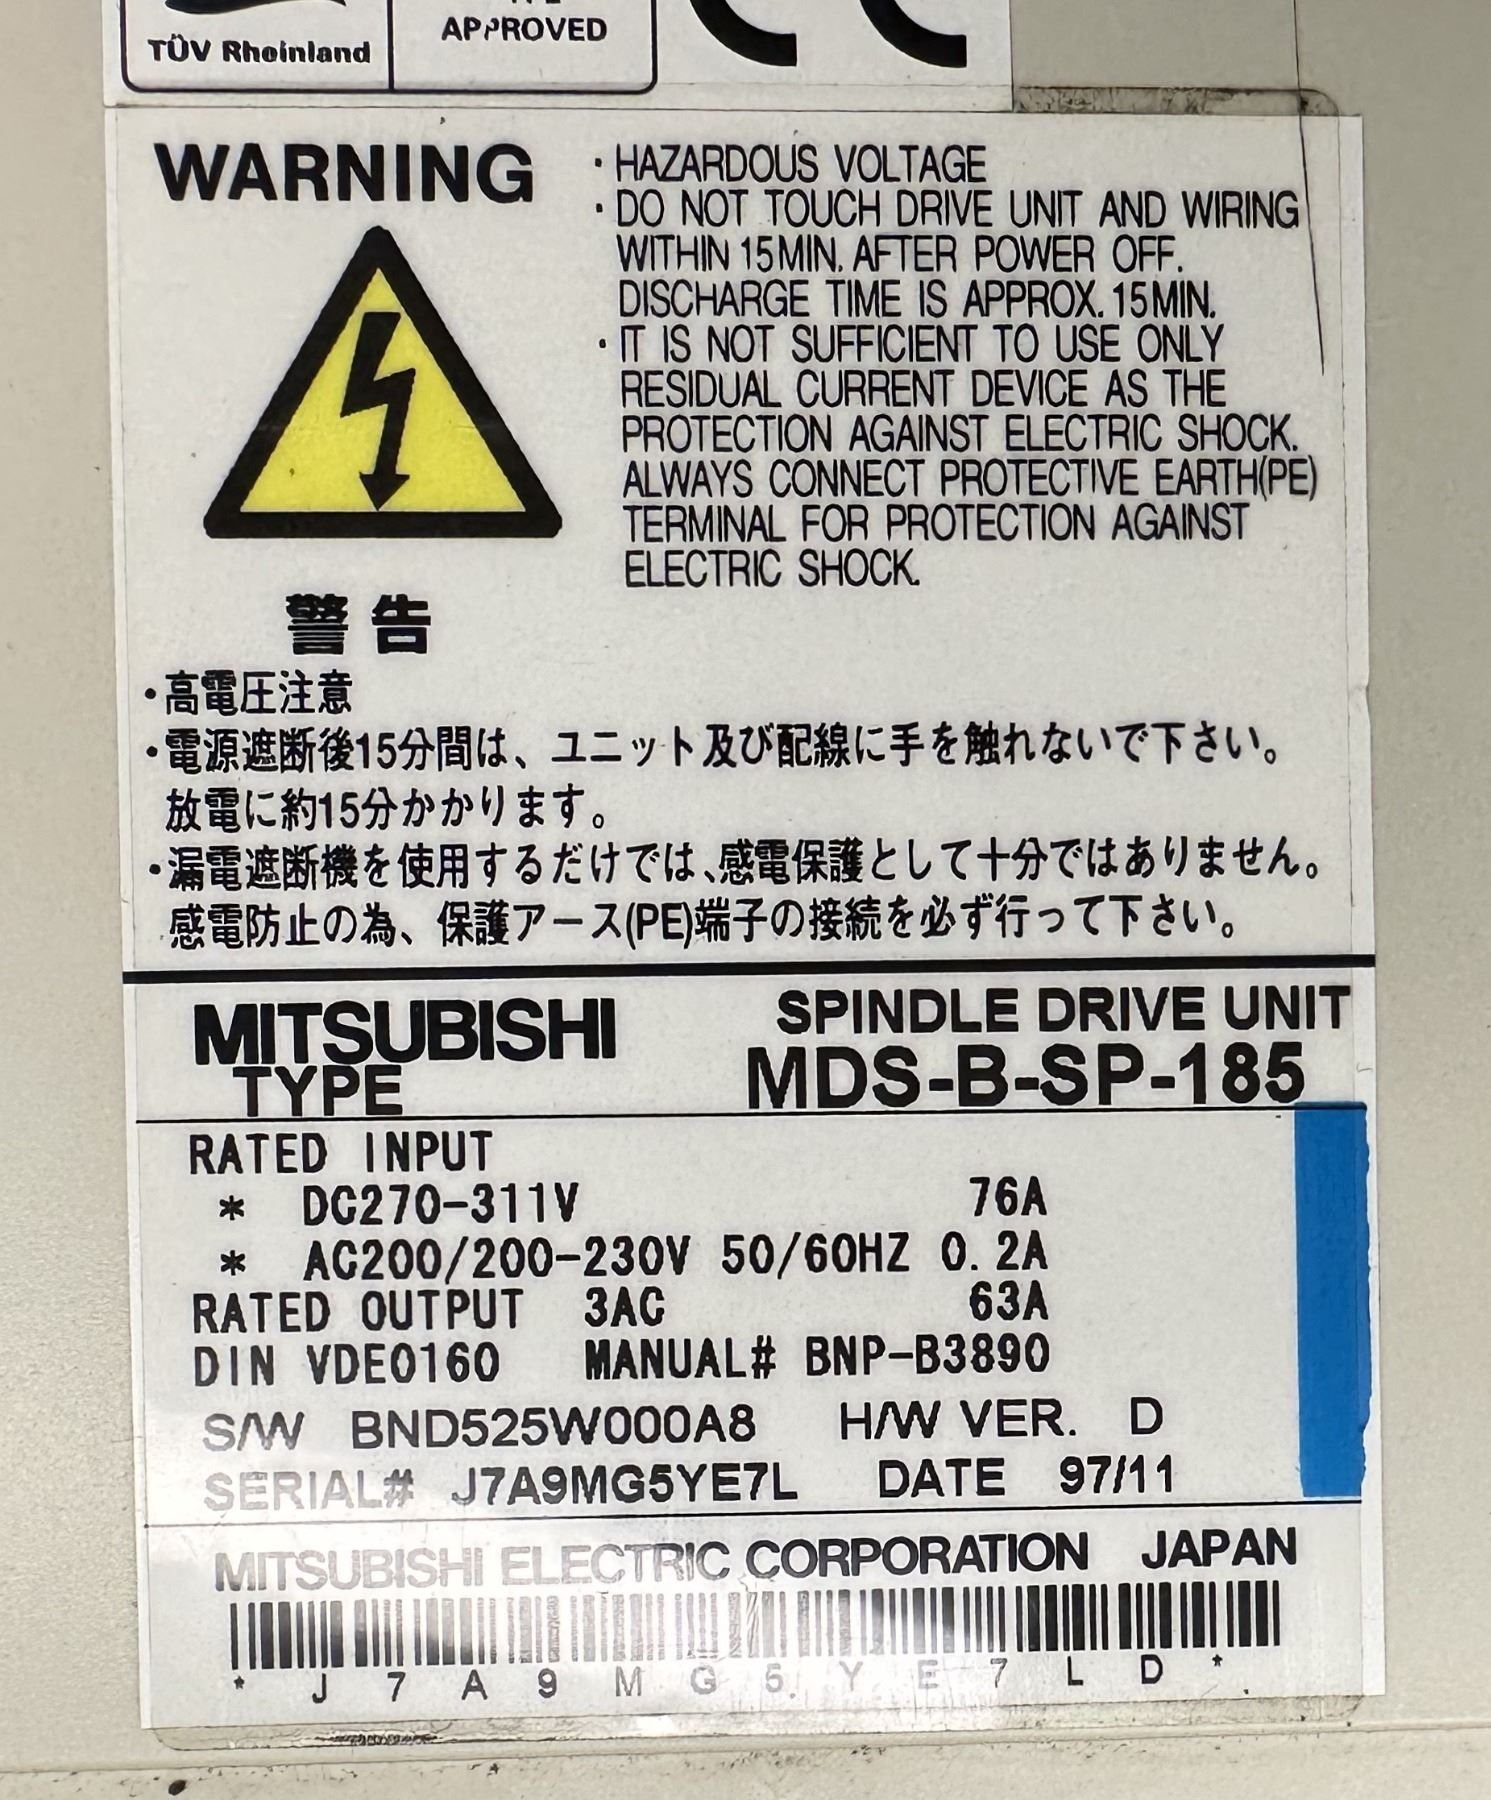 TÜV Rheinland
APPROVED
CE
WARNING
・HAZARDOUS VOLTAGE
・DO NOT TOUCH DRIVE UNIT AND WIRING
WITHIN 15MIN. AFTER POWER OFF.
DISCHARGE TIME IS APPROX. 15MIN.
・IT IS NOT SUFFICIENT TO USE ONLY
RESIDUAL CURRENT DEVICE AS THE
PROTECTION AGAINST ELECTRIC SHOCK.
ALWAYS CONNECT PROTECTIVE EARTH(PE)
TERMINAL FOR PROTECTION AGAINST
ELECTRIC SHOCK.
警告
・高電圧注意
・電源遮断後15分間は、ユニット及び配線に手を触れないで下さい。
放電に約15分かかります。
・漏電遮断機を使用するだけでは、感電保護として十分ではありません。
感電防止の為、保護アース(PE)端子の接続を必ず行って下さい。
MITSUBISHI SPINDLE DRIVE UNIT
TYPE MDS-B-SP-185
RATED INPUT
* DC270-311V 76A
* AC200/200-230V 50/60HZ 0.2A
RATED OUTPUT 3AC 63A
DIN VDE0160 MANUAL# BNP-B3890
S/W BND525W000A8 H/W VER. D
SERIAL# J7A9MG5YE7L DATE 97/11
MITSUBISHI ELECTRIC CORPORATION JAPAN
* J 7 A 9 M G 5 Y E 7 L D *